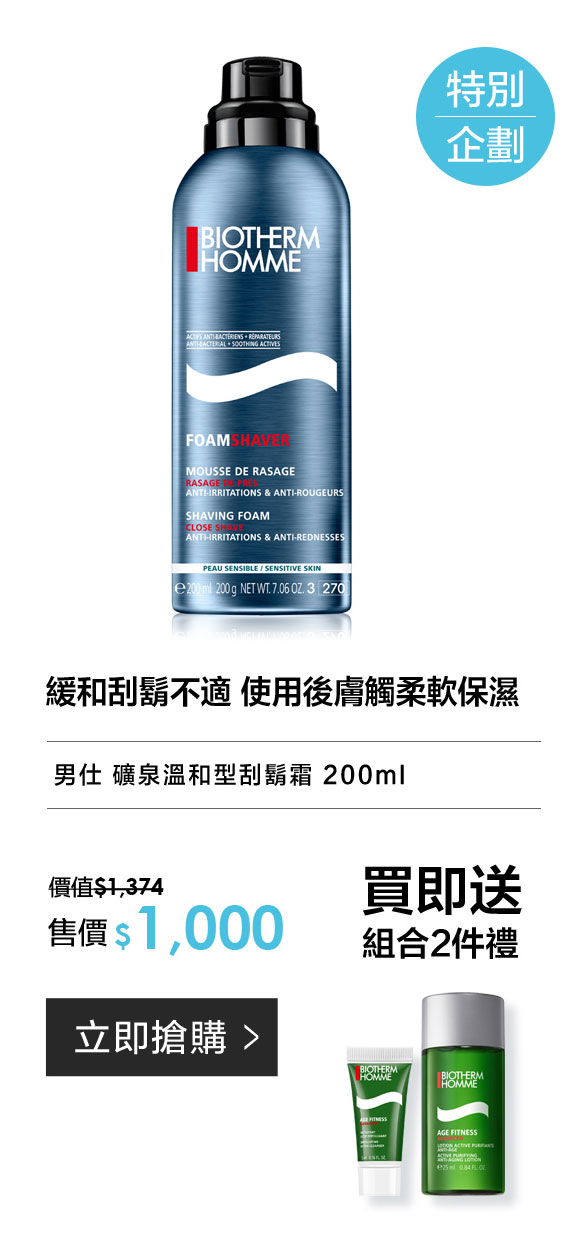 特別
企劃
BIOTHERM
HOMME
ACTIFS ANTI-BACTÉRIENS + RÉPARATEURS
ANTI-BACTERIAL + SOOTHING ACTIVES
FOAMSHAVER
MOUSSE DE RASAGE
RASAGE DE PRÈS
ANTI-IRRITATIONS & ANTI-ROUGEURS
SHAVING FOAM
CLOSE SHAVE
ANTI-IRRITATIONS & ANTI-REDNESSES
PEAU SENSIBLE / SENSITIVE SKIN
e 200 ml 200 g NET WT. 7.06 OZ. 3 270
緩和刮鬍不適 使用後膚觸柔軟保濕
男仕 礦泉溫和型刮鬍霜 200ml
價值$1,374
售價 $1,000
買即送
組合2件禮
立即搶購 >
BIOTHERM
HOMME
AGE FITNESS
BIOTHERM
HOMME
AGE FITNESS
LOTION ACTIVE PURIFIANTE
ANTI-ÂGE
ACTIVE PURIFYING
ANTI-AGING LOTION
e 25 ml 0.84 FL. OZ